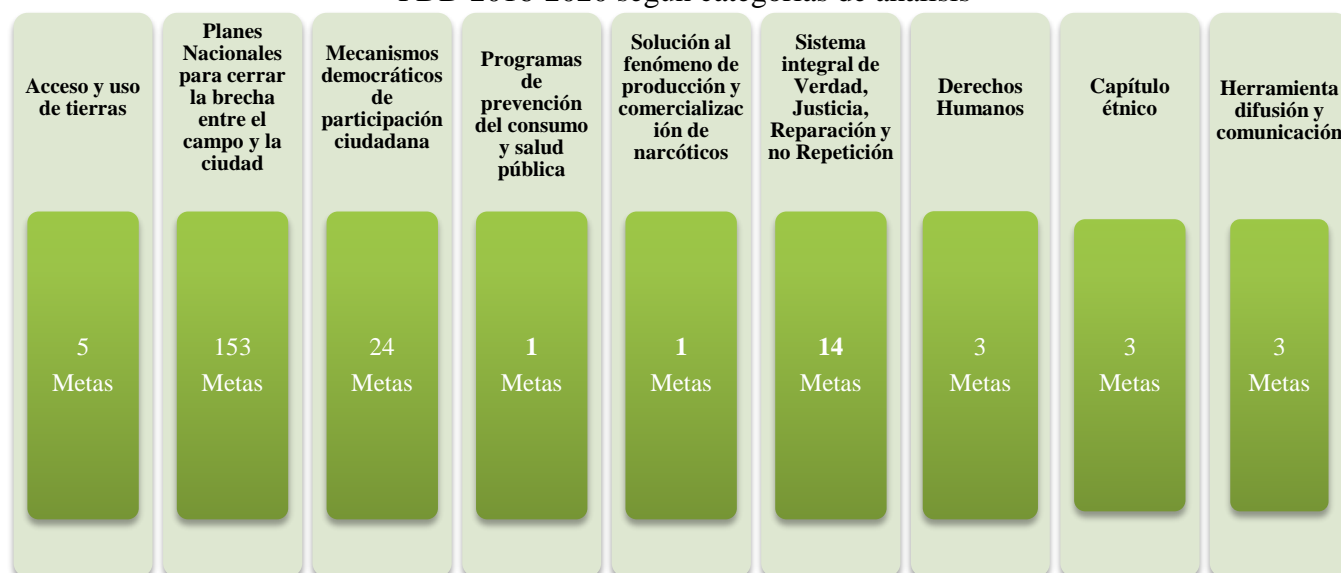 Acceso y uso
de tierras
Planes
Nacionales
para cerrar
la brecha
entre el
campo y la
ciudad
Mecanismos
democráticos
de
participación
ciudadana
Programas
de
prevención
del consumo
y salud
pública
Solución al
fenómeno de
producción y
comercializac
ión de
narcóticos
Sistema
integral de
Verdad,
Justicia,
Reparación y
no Repetición
Derechos
Humanos
Capítulo
étnico
Herramienta
difusión y
comunicación
5
Metas
153
Metas
24
Metas
1
Metas
1
Metas
14
Metas
3
Metas
3
Metas
3
Metas